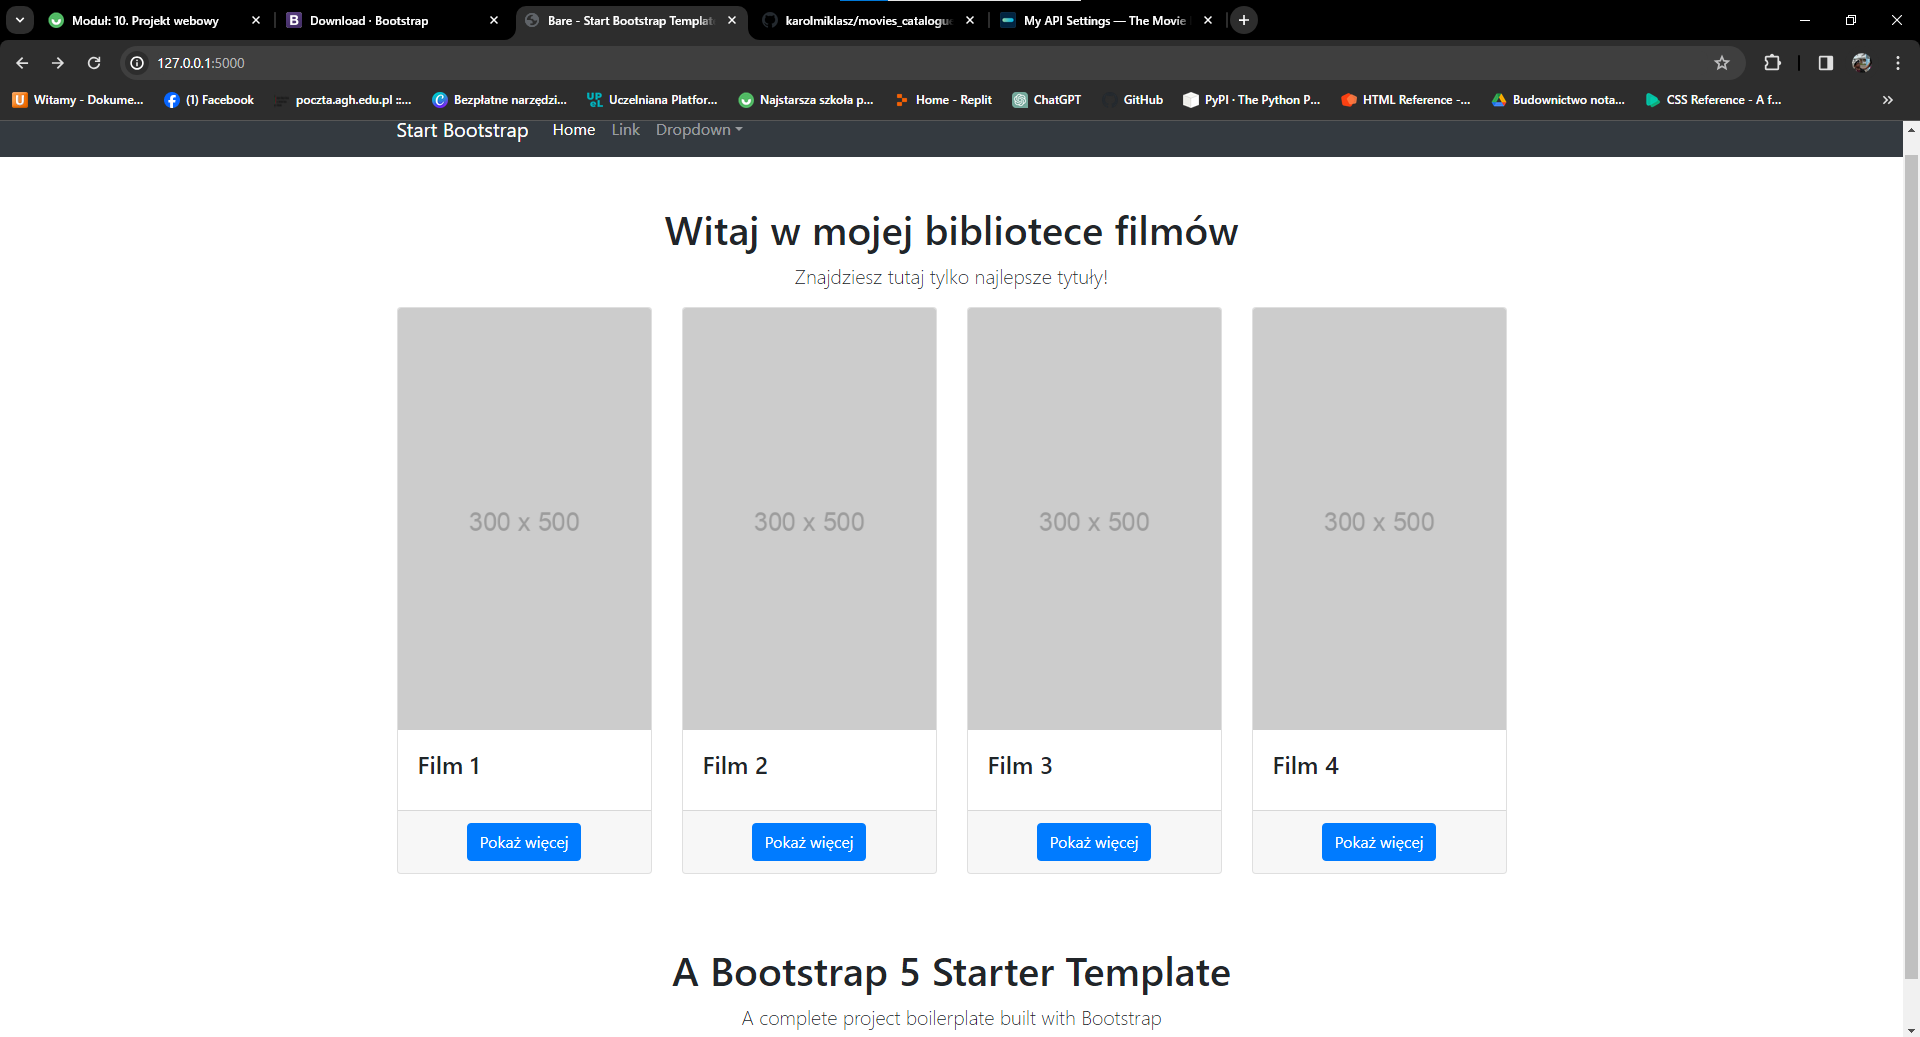 Moduł: 10. Projekt webowy
Download · Bootstrap
Bare - Start Bootstrap Templat
karolmiklasz/movies_catalogue
My API Settings — The Movie
127.0.0.1:5000
Witamy - Dokume...
(1) Facebook
poczta.agh.edu.pl ::...
Bezpłatne narzędzi...
UPeL Uczelniana Platfor...
Najstarsza szkoła p...
Home - Replit
ChatGPT
GitHub
PyPI · The Python P...
HTML Reference -...
Budownictwo nota...
CSS Reference - A f...
Start Bootstrap Home Link Dropdown
Witaj w mojej bibliotece filmów
Znajdziesz tutaj tylko najlepsze tytuły!
300 x 500 300 x 500 300 x 500 300 x 500
Film 1 Film 2 Film 3 Film 4
Pokaż więcej Pokaż więcej Pokaż więcej Pokaż więcej
A Bootstrap 5 Starter Template
A complete project boilerplate built with Bootstrap